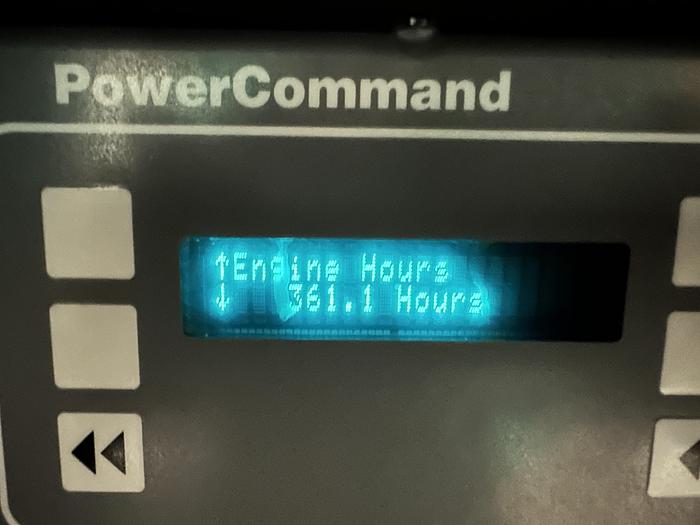 PowerCommand
↑Engine Hours
↓ 361.1 Hours